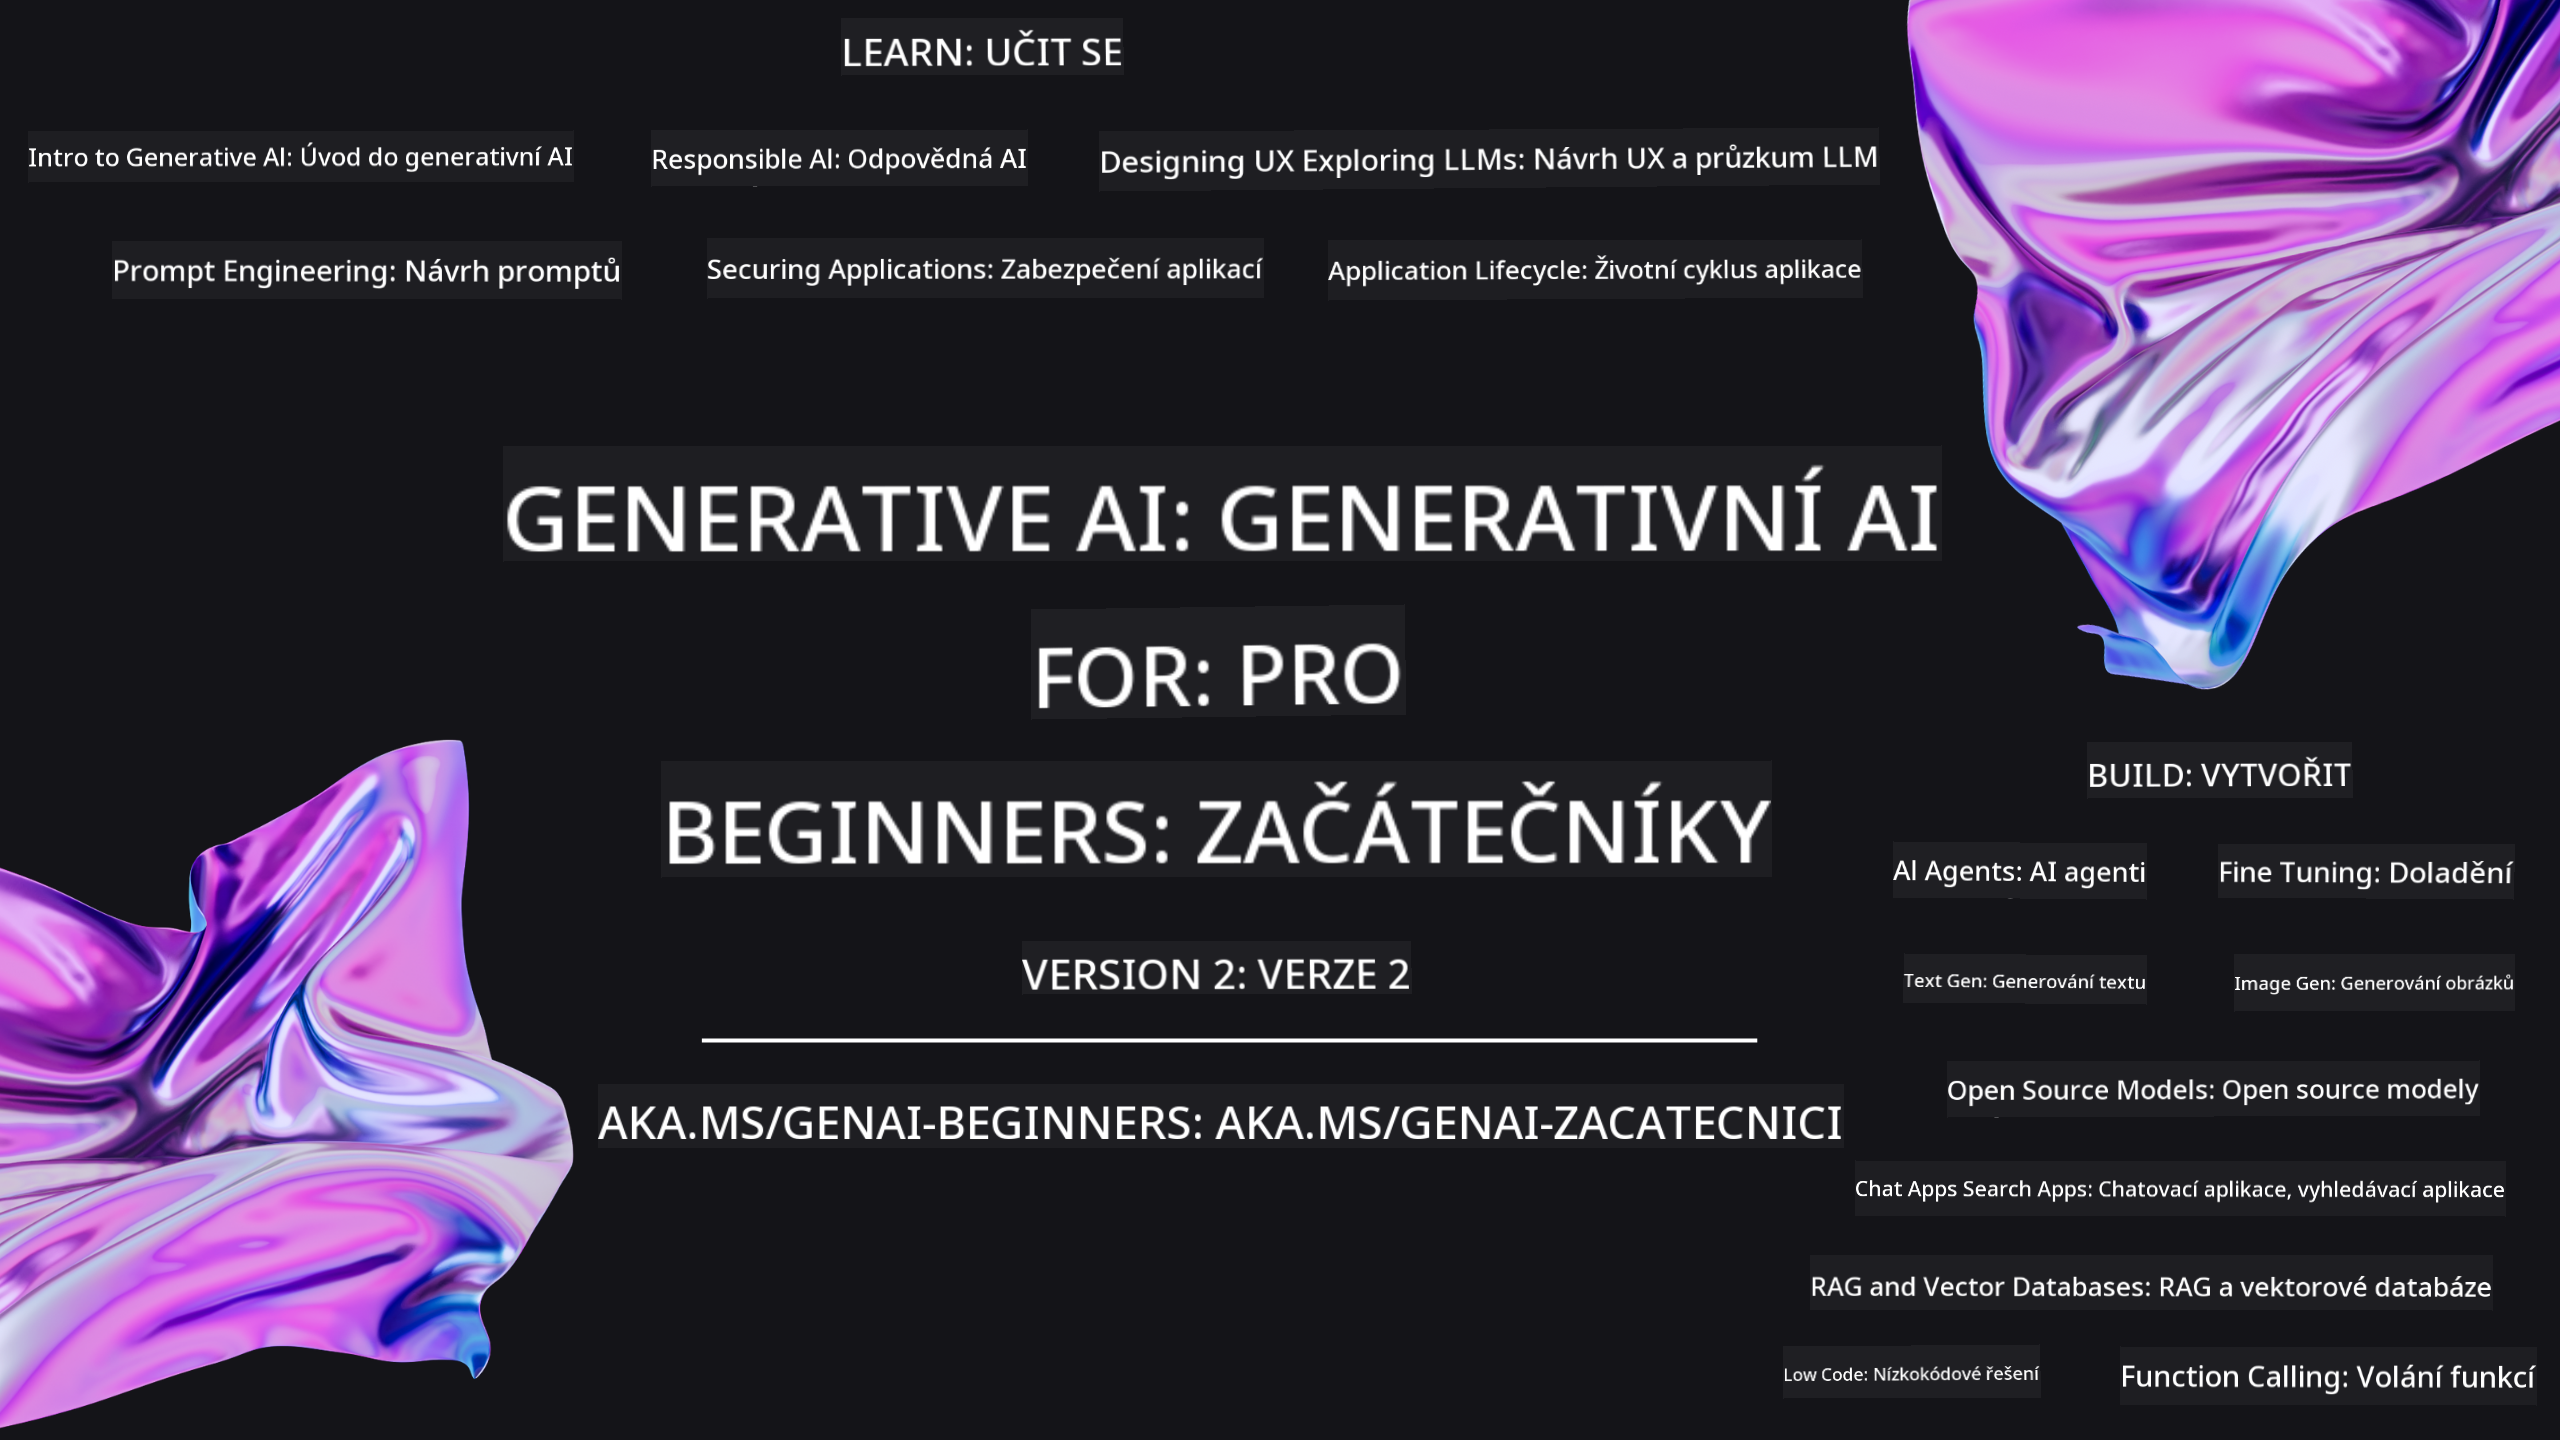 LEARN: UČIT SE
Intro to Generative AI: Úvod do generativní AI
Responsible AI: Odpovědná AI
Designing UX Exploring LLMs: Návrh UX a průzkum LLM
Prompt Engineering: Návrh promptů
Securing Applications: Zabezpečení aplikací
Application Lifecycle: Životní cyklus aplikace
GENERATIVE AI: GENERATIVNÍ AI
FOR: PRO
BEGINNERS: ZAČÁTEČNÍKY
VERSION 2: VERZE 2
AKA.MS/GENAI-BEGINNERS: AKA.MS/GENAI-ZACATECNICI
BUILD: VYTVOŘIT
AI Agents: AI agenti
Fine Tuning: Doladění
Text Gen: Generování textu
Image Gen: Generování obrázků
Open Source Models: Open source modely
Chat Apps Search Apps: Chatovací aplikace, vyhledávací aplikace
RAG and Vector Databases: RAG a vektorové databáze
Low Code: Nízkokódové řešení
Function Calling: Volání funkcí